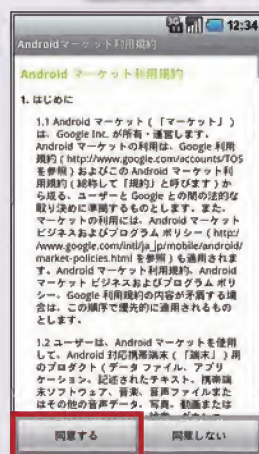 3G 12:34
Androidマーケット利用規約
Android マーケット利用規約
1. はじめに
1.1 Android マーケット (「マーケット」)
は、Google Inc. が所有・運営します。
Android マーケットの利用は、Google 利用
規約 ( http://www.google.com/accounts/TOS
を参照 ) およびこの Android マーケット利
用規約 ( 総称して「規約」と呼びます ) か
ら成る、ユーザーと Google との間の法的な
取り決めに準拠するものとします。また、
マーケットの利用には、Android マーケット
ビジネスおよびプログラム ポリシー ( http:/
/www.google.com/intl/ja_jp/mobile/android/
market-policies.html を参照 ) も適用されま
す。Android マーケット利用規約、Android
マーケット ビジネスおよびプログラム ポリ
シー、Google 利用規約の内容が矛盾する場
合は、この順序で優先的に適用されるもの
とします。
1.2 ユーザーは、Android マーケットを使用
して、Android 対応携帯端末 (「端末」) 用
のプロダクト ( データ ファイル、アプリ
ケーション、記述されたテキスト、携帯端
末ソフトウェア、音楽、音声ファイルまた
はその他の音声データ、写真、動画または
同意する 同意しない